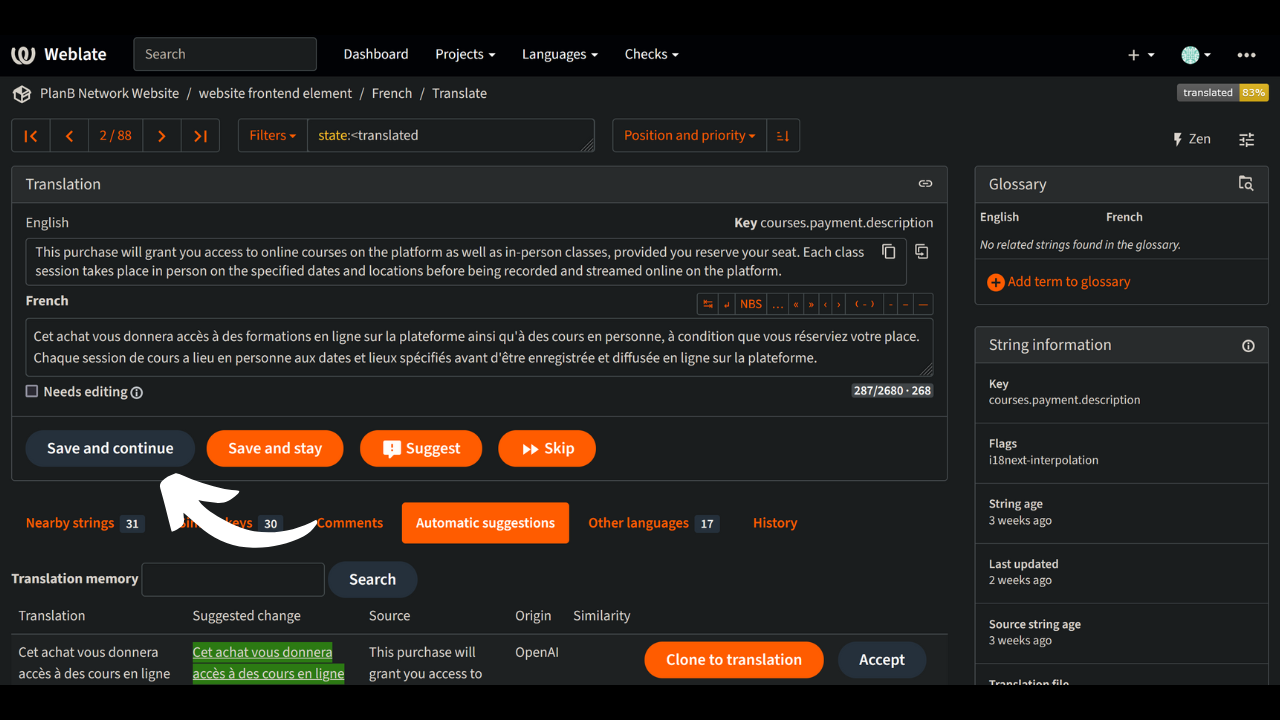 Weblate
Search
Dashboard
Projects
Languages
Checks
PlanB Network Website / website frontend element / French / Translate
translated 83%
2 / 88
Filters
state:<translated
Position and priority
Zen
Translation
English
Key courses.payment.description
This purchase will grant you access to online courses on the platform as well as in-person classes, provided you reserve your seat. Each class
session takes place in person on the specified dates and locations before being recorded and streamed online on the platform.
French
NBS … « » ‹ › ( - ) - – —
Cet achat vous donnera accès à des formations en ligne sur la plateforme ainsi qu'à des cours en personne, à condition que vous réserviez votre place.
Chaque session de cours a lieu en personne aux dates et lieux spécifiés avant d'être enregistrée et diffusée en ligne sur la plateforme.
Needs editing
287/2680 · 268
Save and continue
Save and stay
Suggest
Skip
Nearby strings 31
keys 30
Comments
Automatic suggestions
Other languages 17
History
Translation memory
Search
Translation
Suggested change
Source
Origin
Similarity
Cet achat vous donnera
accès à des cours en ligne
Cet achat vous donnera
accès à des cours en ligne
This purchase will
grant you access to
OpenAI
Clone to translation
Accept
Glossary
English
French
No related strings found in the glossary.
Add term to glossary
String information
Key
courses.payment.description
Flags
i18next-interpolation
String age
3 weeks ago
Last updated
2 weeks ago
Source string age
3 weeks ago
Translation file